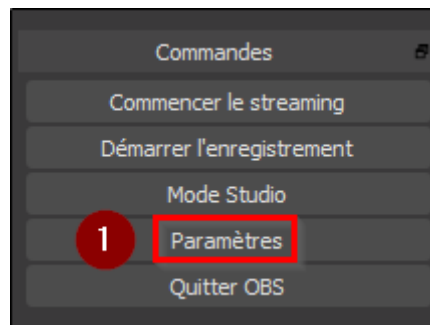 Commandes
Commencer le streaming
Démarrer l'enregistrement
Mode Studio
1 Paramètres
Quitter OBS